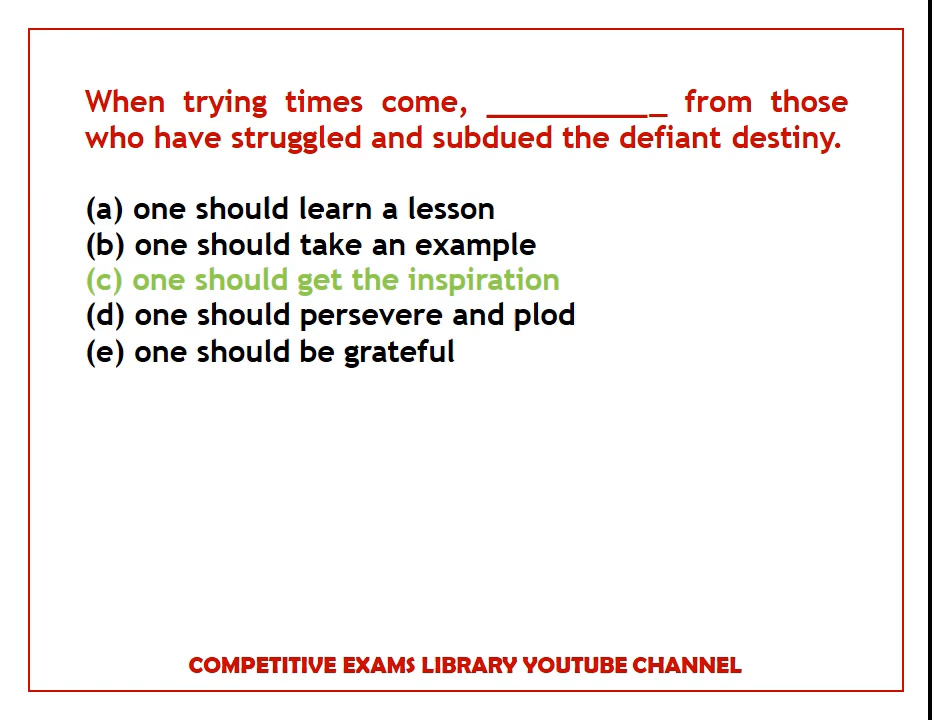 When trying times come, ____________ from those
who have struggled and subdued the defiant destiny.
(a) one should learn a lesson
(b) one should take an example
(c) one should get the inspiration
(d) one should persevere and plod
(e) one should be grateful
COMPETITIVE EXAMS LIBRARY YOUTUBE CHANNEL